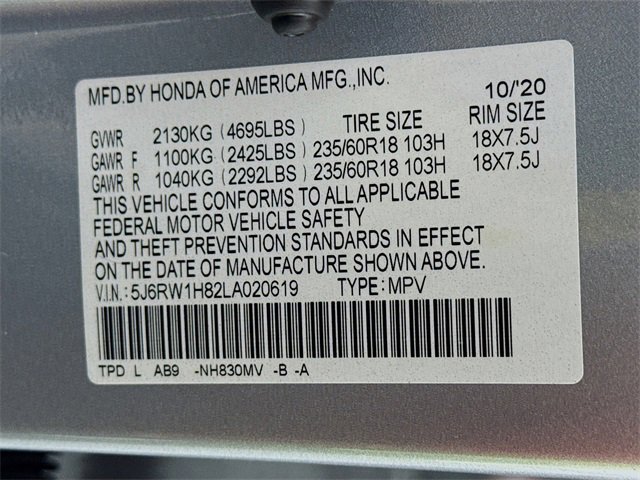 MFD.BY HONDA OF AMERICA MFG.,INC. 10/'20
GVWR 2130KG (4695LBS) TIRE SIZE RIM SIZE
GAWR F 1100KG (2425LBS) 235/60R18 103H 18X7.5J
GAWR R 1040KG (2292LBS) 235/60R18 103H 18X7.5J
THIS VEHICLE CONFORMS TO ALL APPLICABLE
FEDERAL MOTOR VEHICLE SAFETY
AND THEFT PREVENTION STANDARDS IN EFFECT
ON THE DATE OF MANUFACTURE SHOWN ABOVE.
V.I.N: 5J6RW1H82LA020619 TYPE: MPV
TPD L AB9 -NH830MV -B -A